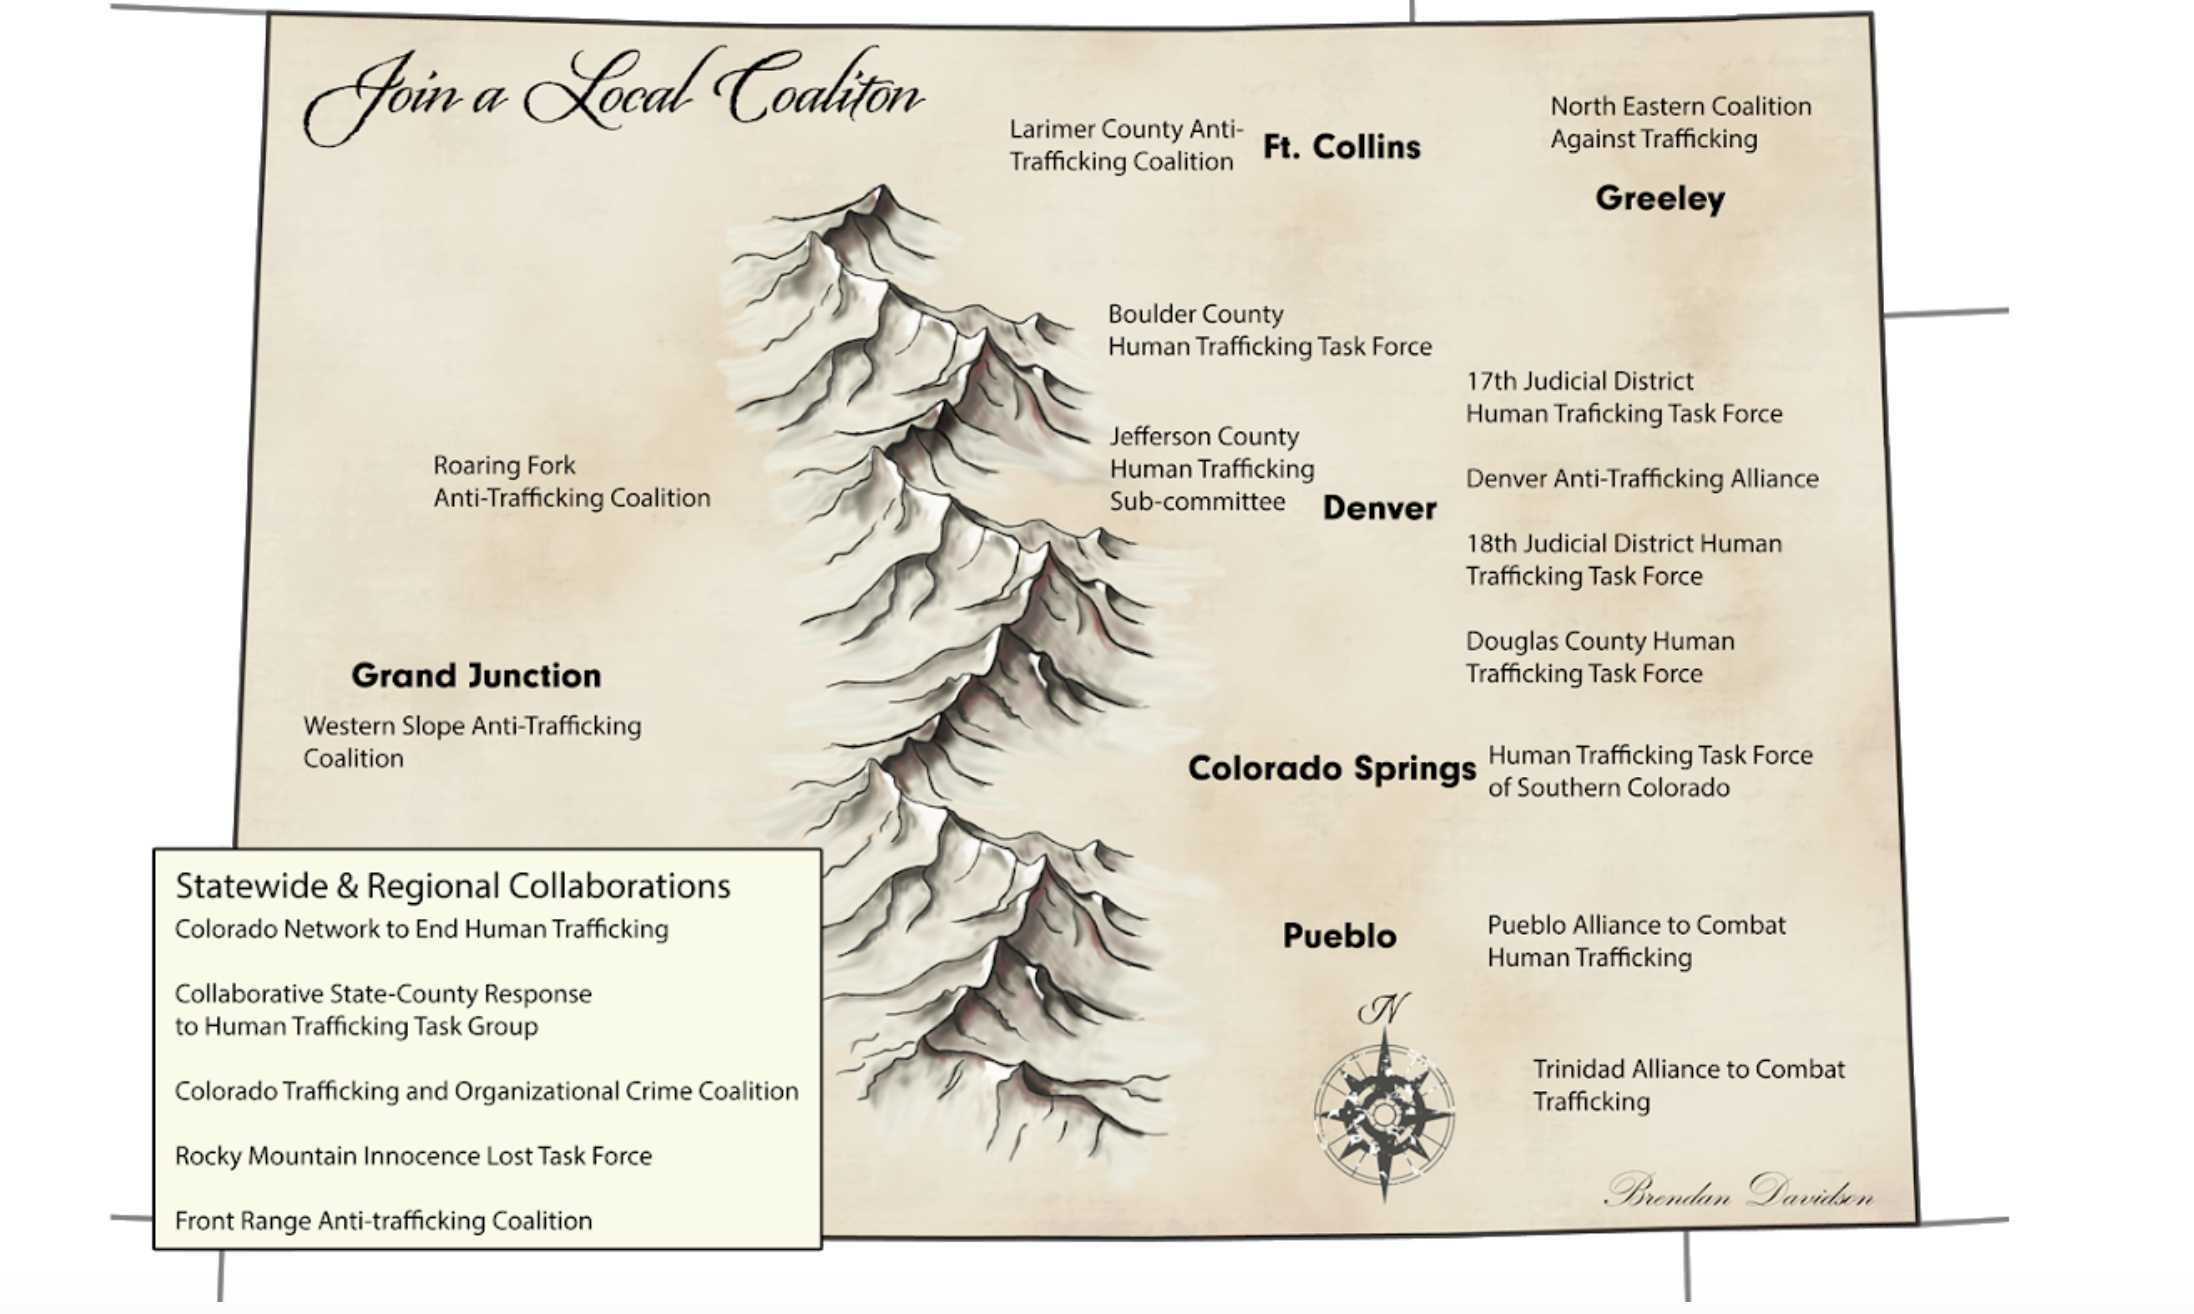 Join a Local Coaliton
Larimer County Anti-
Trafficking Coalition
Ft. Collins
North Eastern Coalition
Against Trafficking
Greeley
Boulder County
Human Trafficking Task Force
17th Judicial District
Human Traficking Task Force
Jefferson County
Human Trafficking
Sub-committee
Denver
Denver Anti-Trafficking Alliance
18th Judicial District Human
Trafficking Task Force
Douglas County Human
Trafficking Task Force
Roaring Fork
Anti-Trafficking Coalition
Grand Junction
Western Slope Anti-Trafficking
Coalition
Colorado Springs
Human Trafficking Task Force
of Southern Colorado
Pueblo
Pueblo Alliance to Combat
Human Trafficking
N
Trinidad Alliance to Combat
Trafficking
Brendan Davidson
Statewide & Regional Collaborations
Colorado Network to End Human Trafficking
Collaborative State-County Response
to Human Trafficking Task Group
Colorado Trafficking and Organizational Crime Coalition
Rocky Mountain Innocence Lost Task Force
Front Range Anti-trafficking Coalition